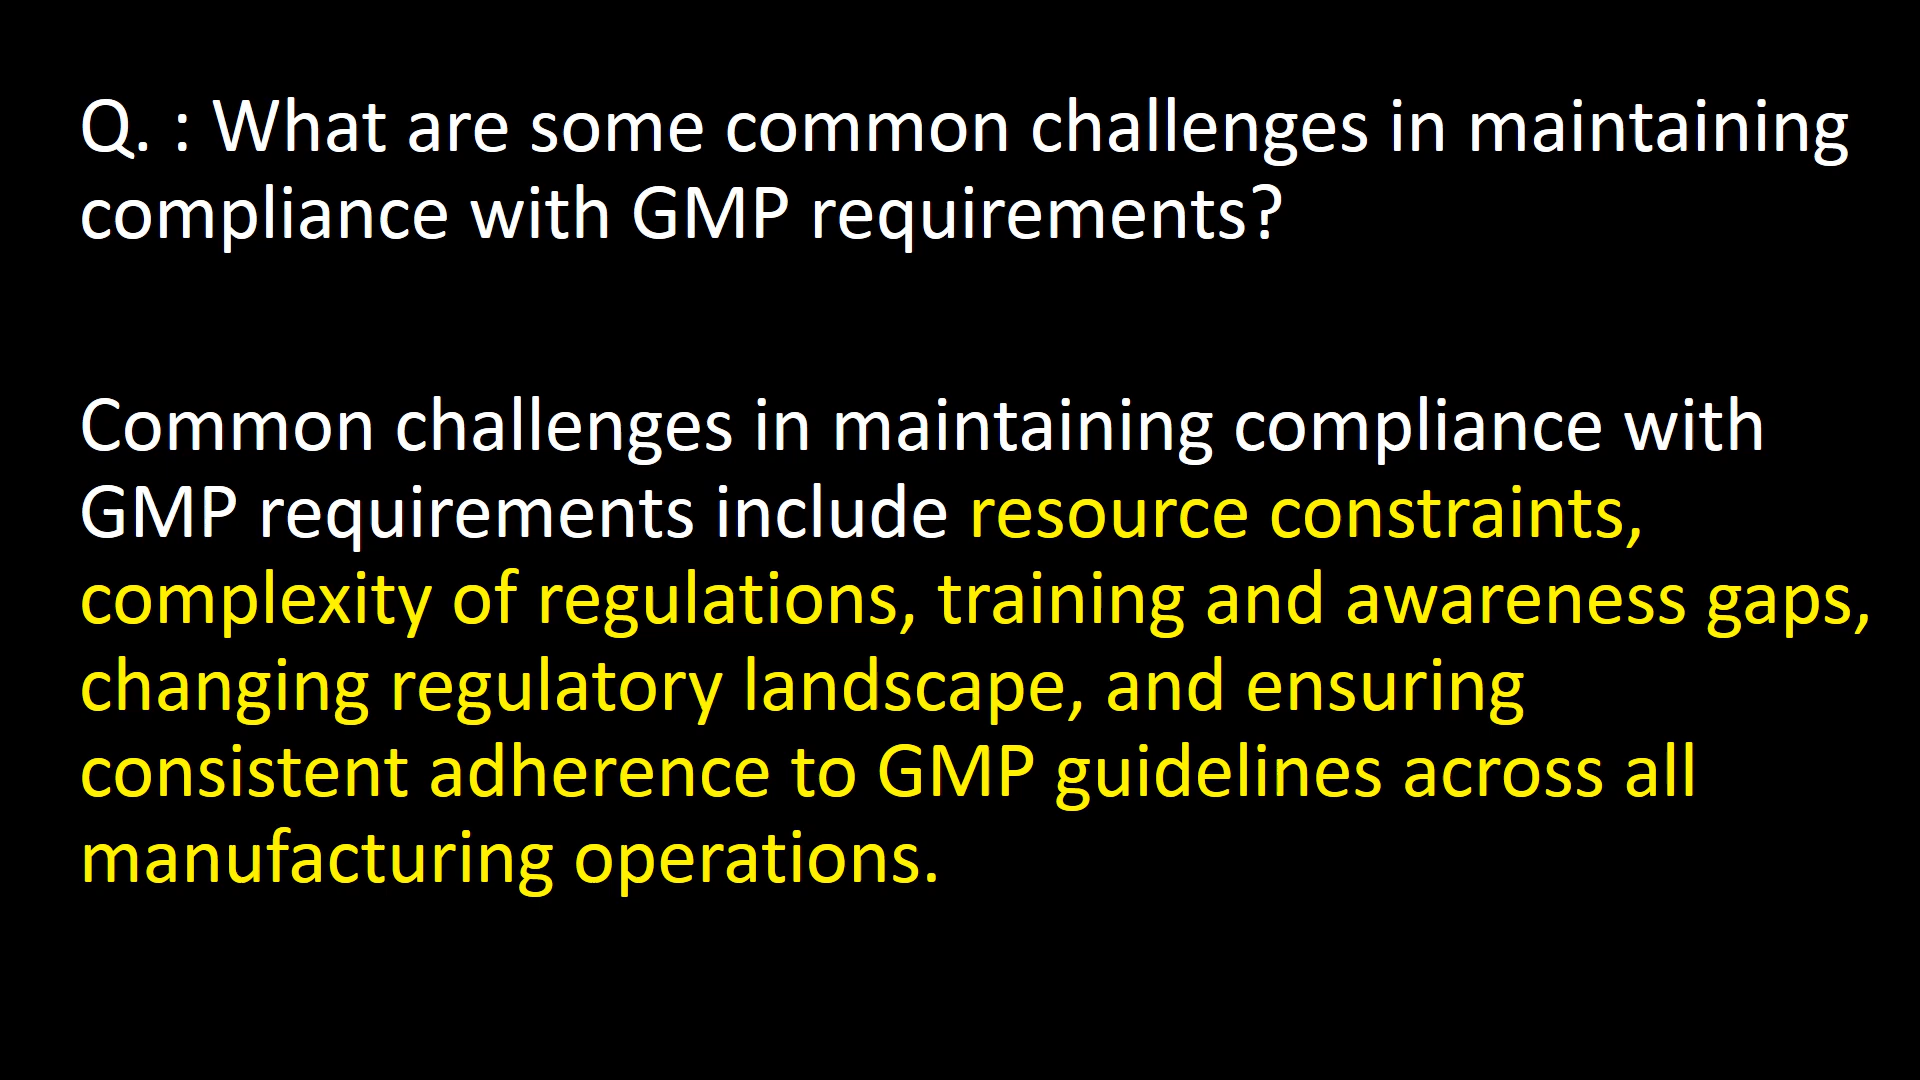 Q. : What are some common challenges in maintaining
compliance with GMP requirements?
Common challenges in maintaining compliance with
GMP requirements include resource constraints,
complexity of regulations, training and awareness gaps,
changing regulatory landscape, and ensuring
consistent adherence to GMP guidelines across all
manufacturing operations.